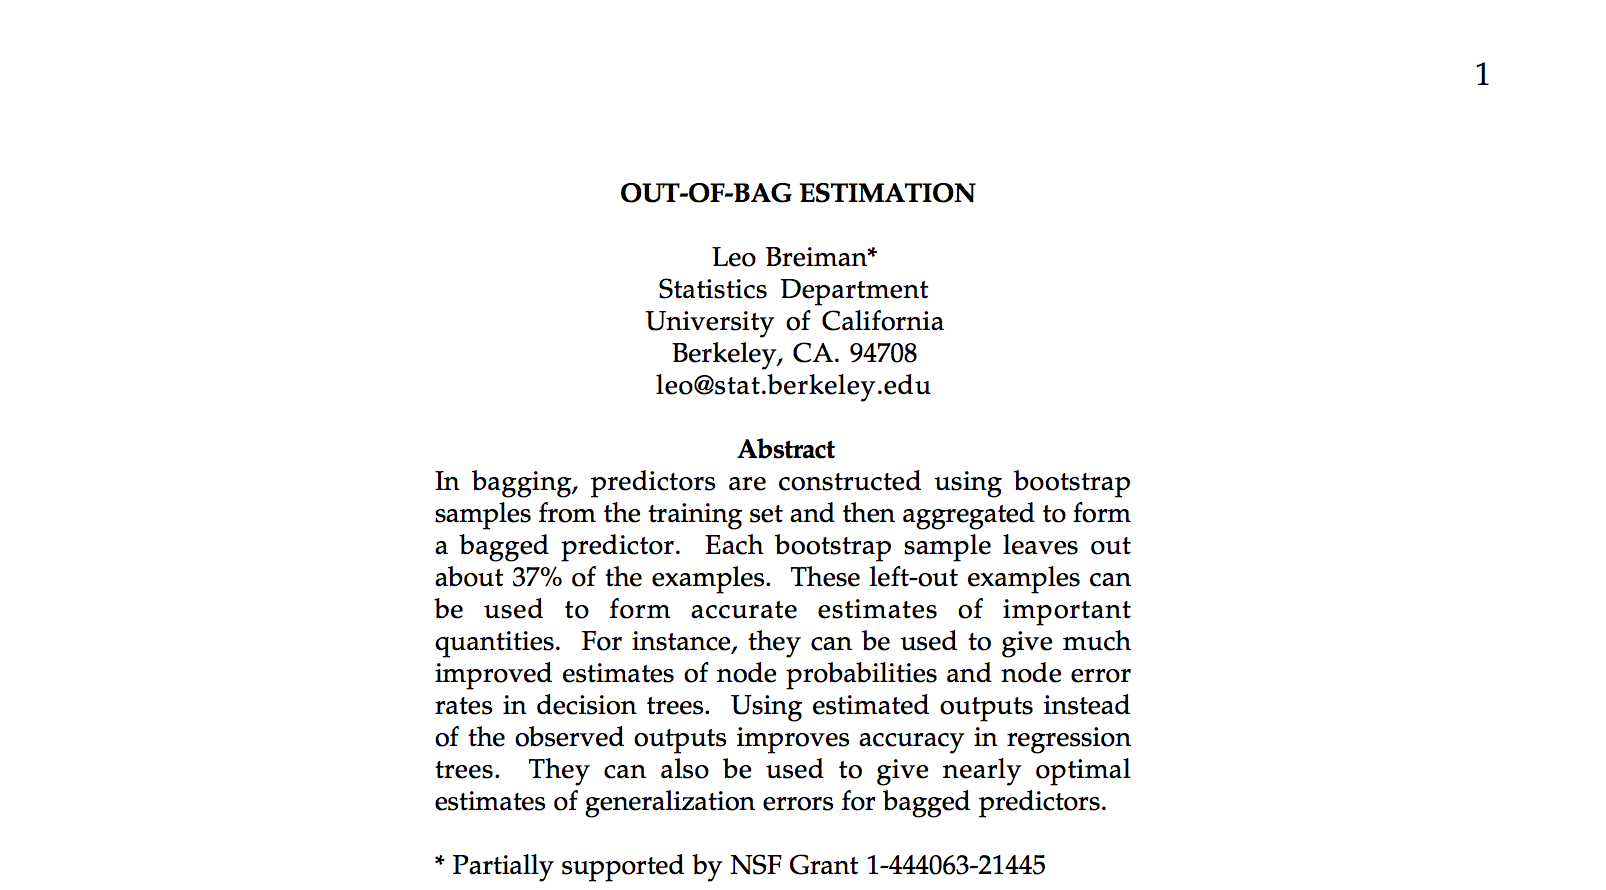 1
OUT-OF-BAG ESTIMATION
Leo Breiman*
Statistics Department
University of California
Berkeley, CA. 94708
leo@stat.berkeley.edu
Abstract
In bagging, predictors are constructed using bootstrap
samples from the training set and then aggregated to form
a bagged predictor. Each bootstrap sample leaves out
about 37% of the examples. These left-out examples can
be used to form accurate estimates of important
quantities. For instance, they can be used to give much
improved estimates of node probabilities and node error
rates in decision trees. Using estimated outputs instead
of the observed outputs improves accuracy in regression
trees. They can also be used to give nearly optimal
estimates of generalization errors for bagged predictors.
* Partially supported by NSF Grant 1-444063-21445